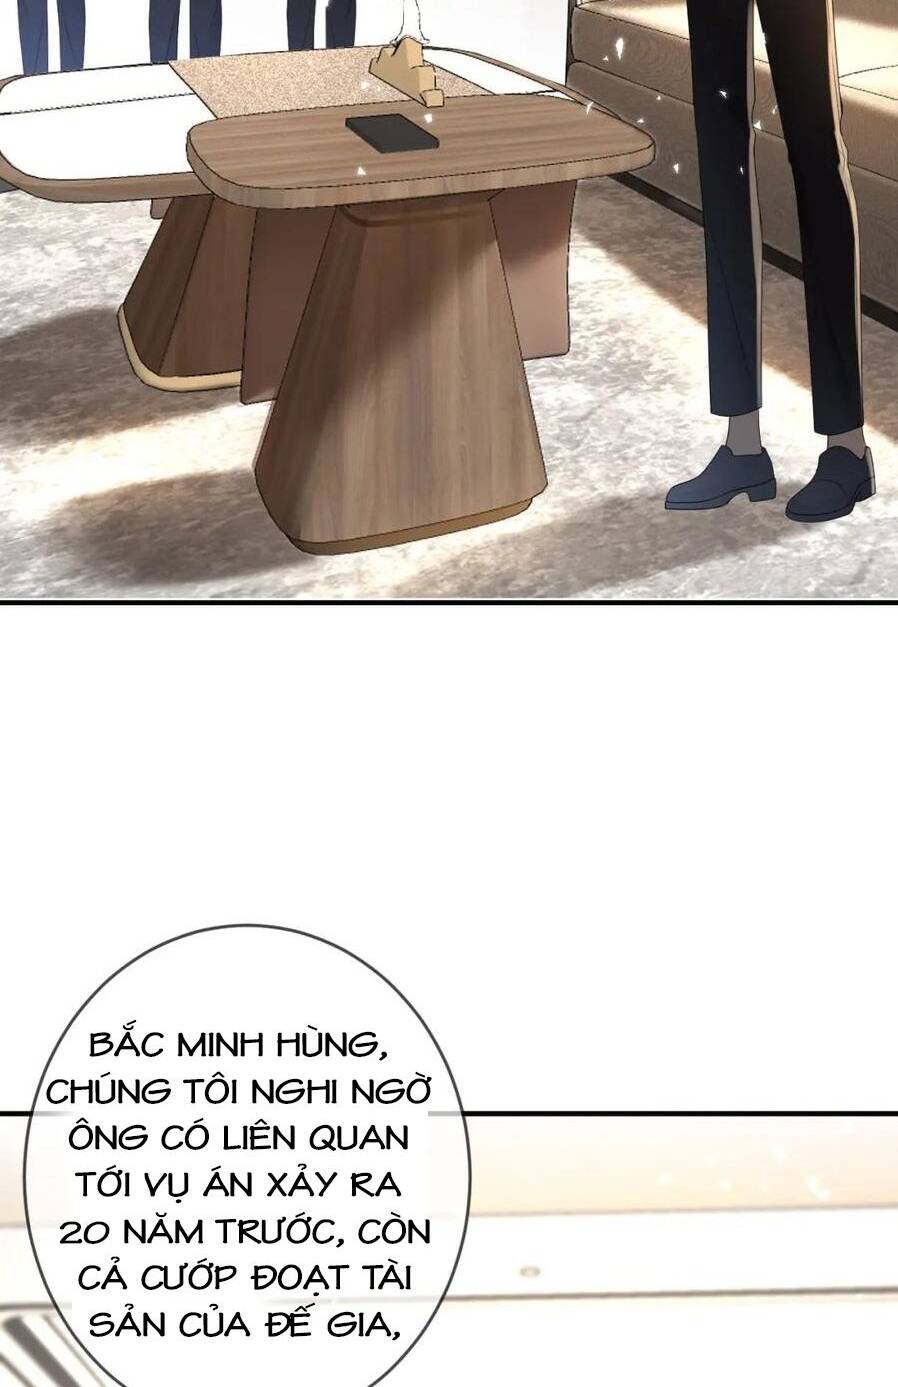 BẮC MINH HÙNG,
CHÚNG TÔI NGHI NGỜ
ÔNG CÓ LIÊN QUAN
TỚI VỤ ÁN XẢY RA
20 NĂM TRƯỚC, CÒN
CẢ CƯỚP ĐOẠT TÀI
SẢN CỦA ĐẾ GIA,